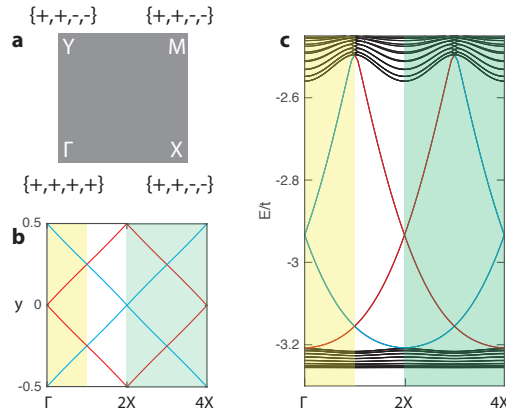 {+,+,-,-} {+,+,-,-}
a
Y M
Γ X
{+,+,+,+} {+,+,-,-}
b
0.5
y 0
-0.5
Γ 2X 4X
c
-2.6
-2.8
E/t
-3
-3.2
Γ 2X 4X